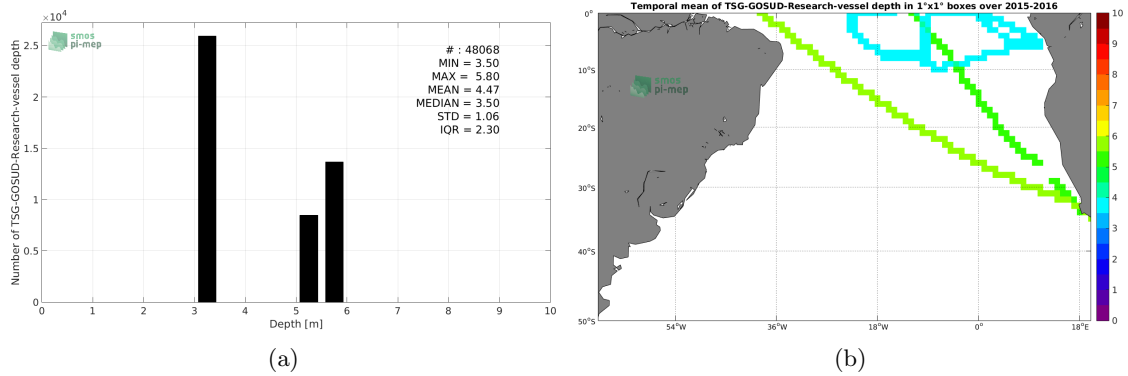 ×10⁴
Number of TSG-GOSUD-Research-vessel depth
2.5
2
1.5
1
0.5
0
smos
pi-mep
# : 48068
MIN = 3.50
MAX = 5.80
MEAN = 4.47
MEDIAN = 3.50
STD = 1.06
IQR = 2.30
0 1 2 3 4 5 6 7 8 9 10
Depth [m]
(a)
Temporal mean of TSG-GOSUD-Research-vessel depth in 1°x1° boxes over 2015-2016
0°
10°S
20°S
30°S
40°S
50°S
smos
pi-mep
54°W 36°W 18°W 0° 18°E
10
9
8
7
6
5
4
3
2
1
0
(b)